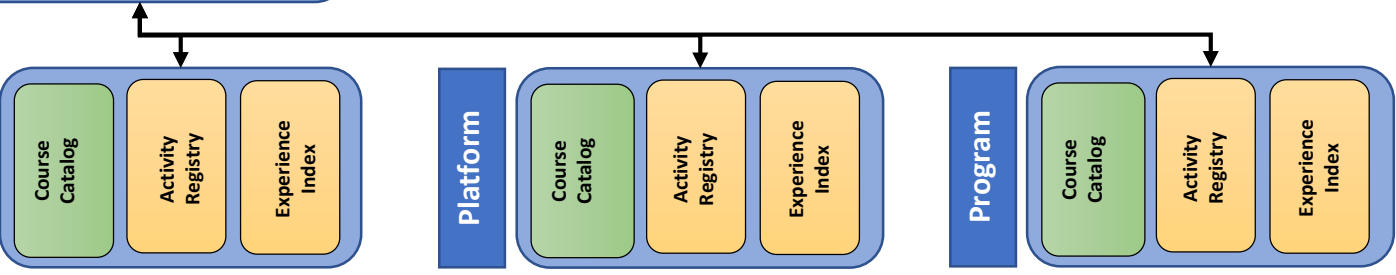 Course
Catalog
Activity
Registry
Experience
Index
Platform
Course
Catalog
Activity
Registry
Experience
Index
Program
Course
Catalog
Activity
Registry
Experience
Index